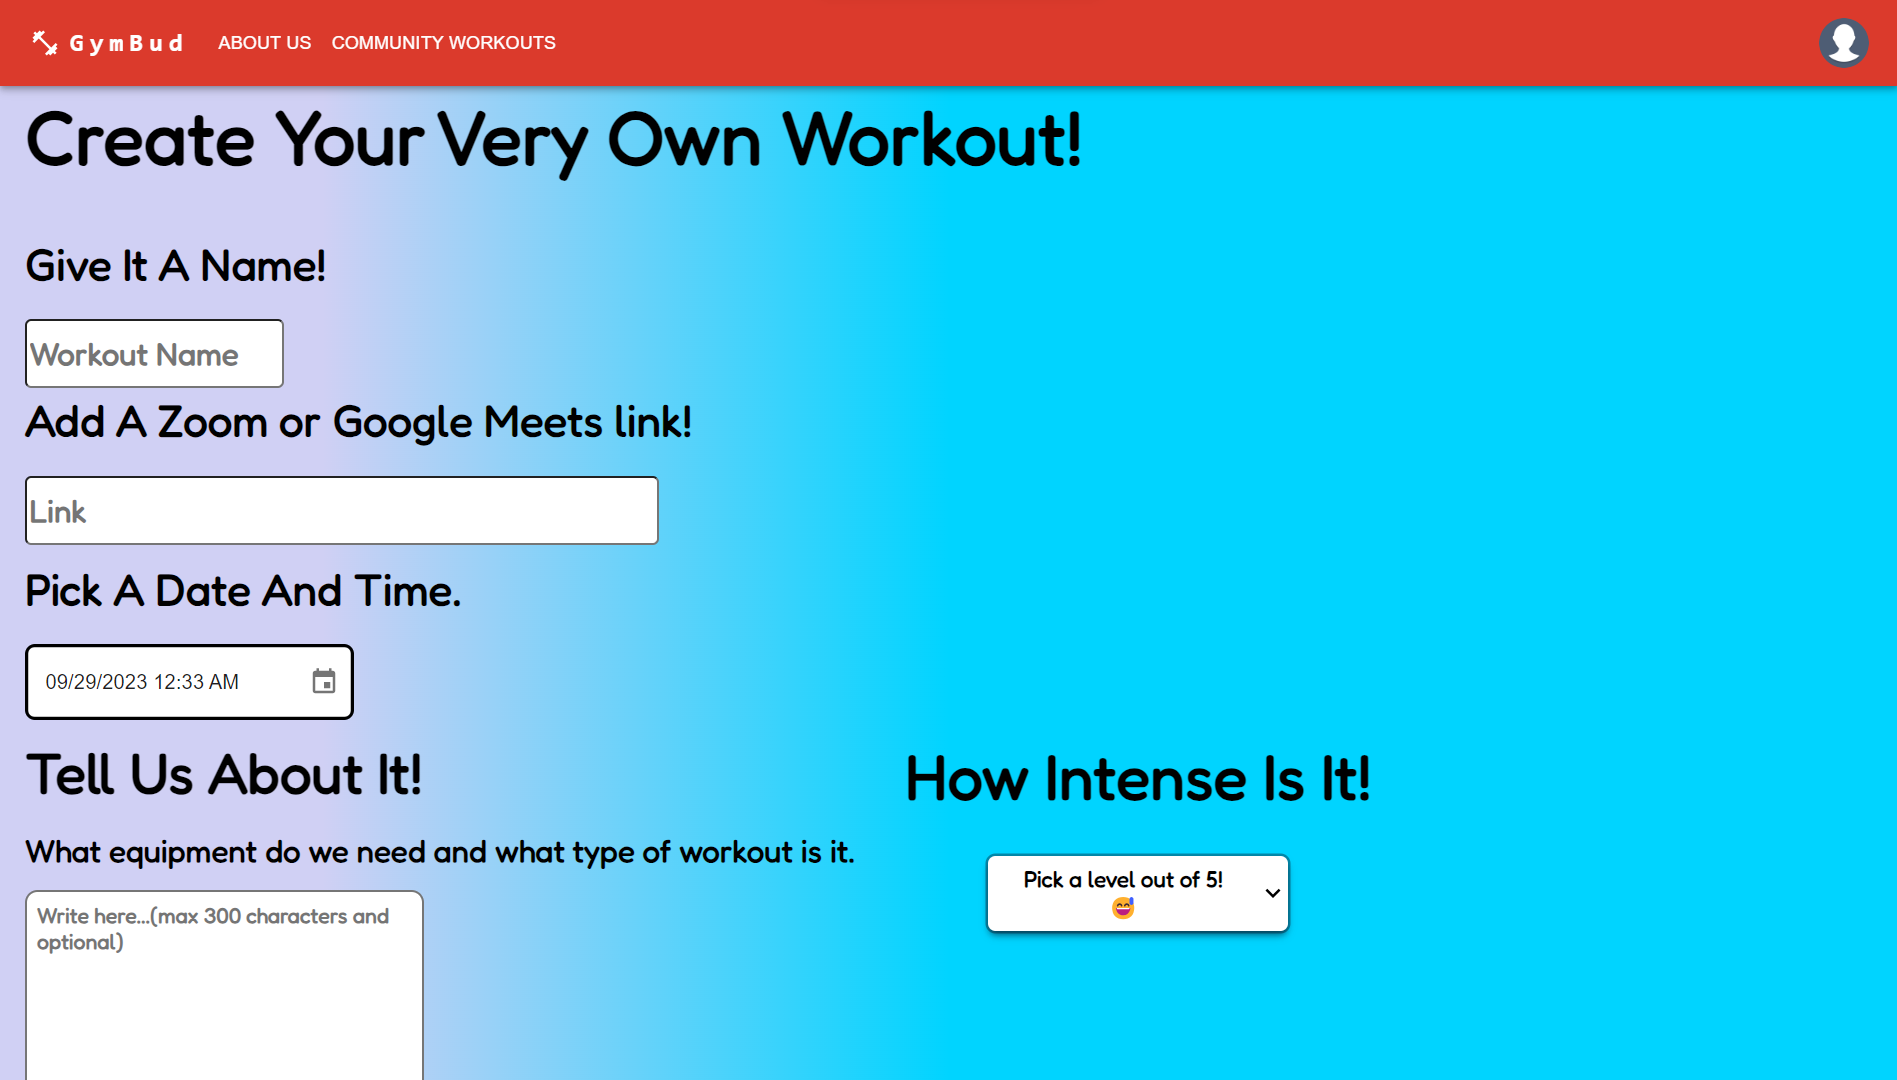 GymBud ABOUT US COMMUNITY WORKOUTS
Create Your Very Own Workout!
Give It A Name!
Workout Name
Add A Zoom or Google Meets link!
Link
Pick A Date And Time.
09/29/2023 12:33 AM
Tell Us About It!
How Intense Is It!
What equipment do we need and what type of workout is it.
Pick a level out of 5!
😅
Write here...(max 300 characters and
optional)